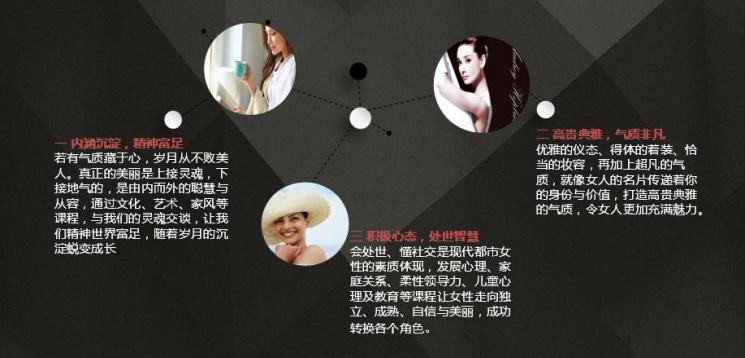 一 内涵沉淀，精神富足
若有气质藏于心，岁月从不败美
人。真正的美丽是上接灵魂，下
接地气的，是由内而外的聪慧与
从容，通过文化、艺术、家风等
课程，与我们的灵魂交谈，让我
们精神世界富足，随着岁月的沉
淀蜕变成长
二 高贵典雅，气质非凡
优雅的仪态、得体的着装、恰
当的妆容，再加上超凡的气
质，就像女人的名片传递着你
的身份与价值，打造高贵典雅
的气质，令女人更加充满魅力。
三 积极心态，处世智慧
会处世、懂社交是现代都市女
性的素质体现，发展心理、家
庭关系、柔性领导力、儿童心
理及教育等课程让女性走向独
立、成熟、自信与美丽，成功
转换各个角色。